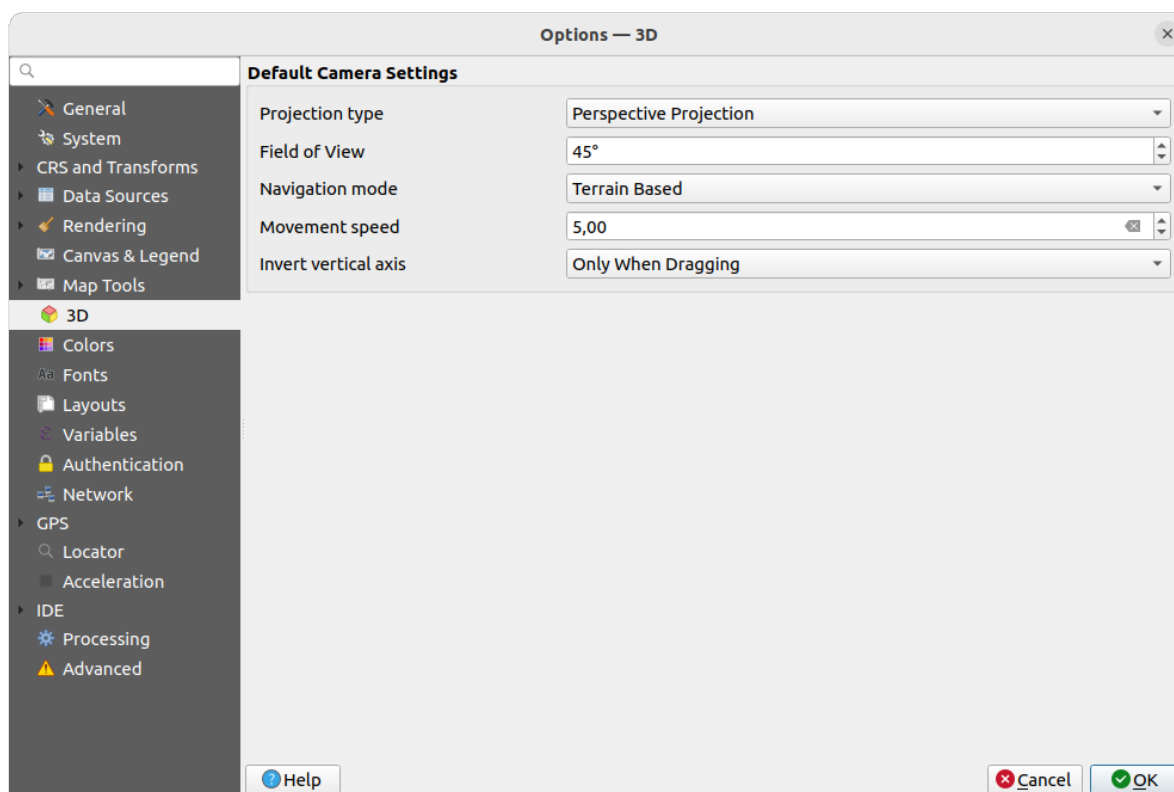 Options — 3D
Default Camera Settings
General
System
CRS and Transforms
Data Sources
Rendering
Canvas & Legend
Map Tools
3D
Colors
Aa Fonts
Layouts
ε Variables
Authentication
Network
GPS
Locator
Acceleration
IDE
Processing
Advanced
Projection type Perspective Projection
Field of View 45°
Navigation mode Terrain Based
Movement speed 5,00
Invert vertical axis Only When Dragging
? Help
Cancel
OK